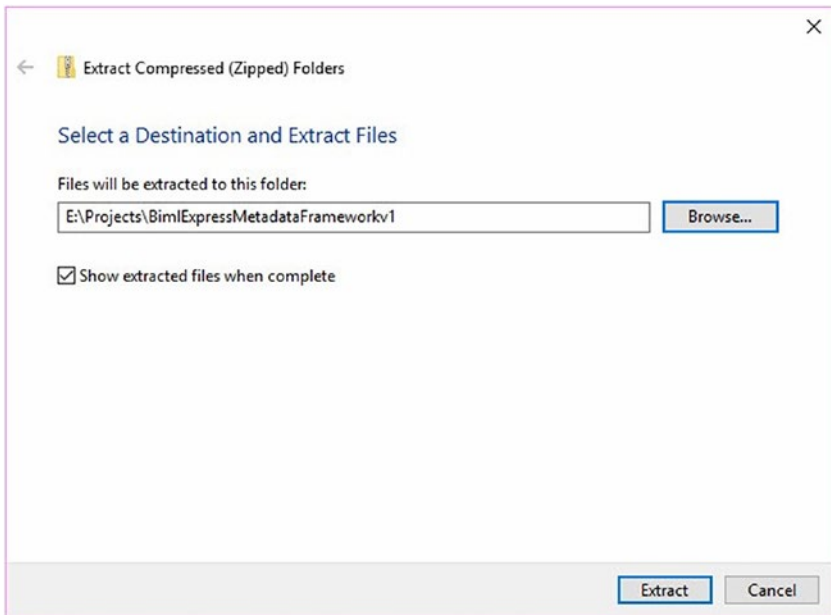 Extract Compressed (Zipped) Folders
Select a Destination and Extract Files
Files will be extracted to this folder:
E:\Projects\BimlExpressMetadataFrameworkv1
Browse...
Show extracted files when complete
Extract
Cancel